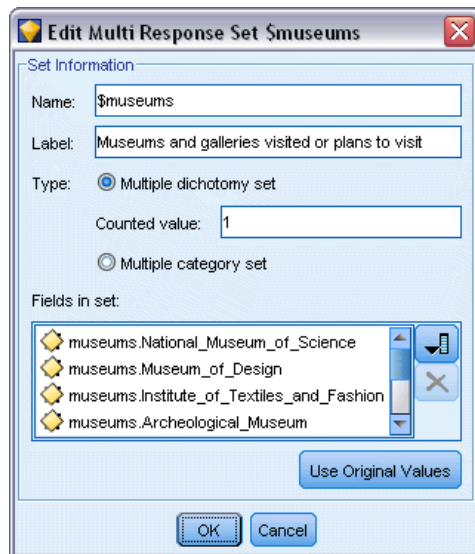 Edit Multi Response Set $museums
Set Information
Name: $museums
Label: Museums and galleries visited or plans to visit
Type: Multiple dichotomy set
Counted value: 1
Multiple category set
Fields in set:
museums.National_Museum_of_Science
museums.Museum_of_Design
museums.Institute_of_Textiles_and_Fashion
museums.Archeological_Museum
Use Original Values
OK Cancel